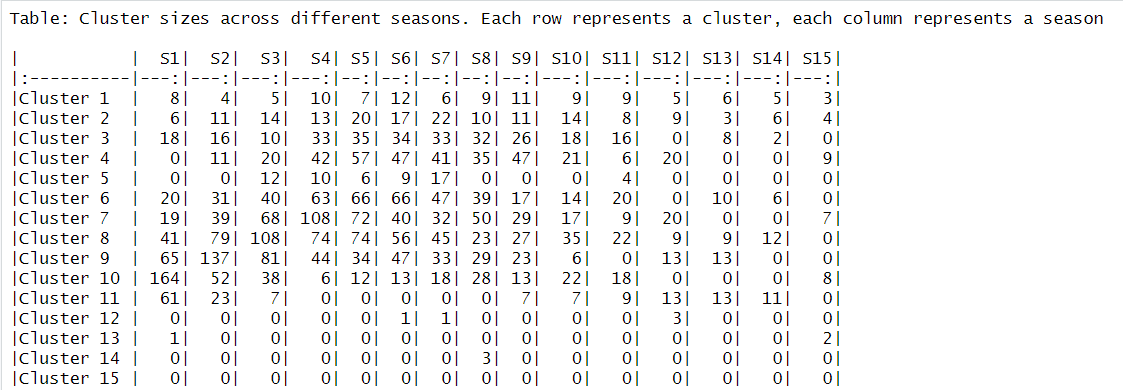 Table: Cluster sizes across different seasons. Each row represents a cluster, each column represents a season
|           |  S1|  S2|  S3|  S4| S5| S6| S7| S8| S9| S10| S11| S12| S13| S14| S15|
|:----------|---:|---:|---:|---:|--:|--:|--:|--:|--:|---:|---:|---:|---:|---:|---:|
|Cluster 1  |   8|   4|   5|  10|  7| 12|  6|  9| 11|   9|   9|   5|   6|   5|   3|
|Cluster 2  |   6|  11|  14|  13| 20| 17| 22| 10| 11|  14|   8|   9|   3|   6|   4|
|Cluster 3  |  18|  16|  10|  33| 35| 34| 33| 32| 26|  18|  16|   0|   8|   2|   0|
|Cluster 4  |   0|  11|  20|  42| 57| 47| 41| 35| 47|  21|   6|  20|   0|   0|   9|
|Cluster 5  |   0|   0|  12|  10|  6|  9| 17|  0|  0|   0|   4|   0|   0|   0|   0|
|Cluster 6  |  20|  31|  40|  63| 66| 66| 47| 39| 17|  14|  20|   0|  10|   6|   0|
|Cluster 7  |  19|  39|  68| 108| 72| 40| 32| 50| 29|  17|   9|  20|   0|   0|   7|
|Cluster 8  |  41|  79| 108|  74| 74| 56| 45| 23| 27|  35|  22|   9|   9|  12|   0|
|Cluster 9  |  65| 137|  81|  44| 34| 47| 33| 29| 23|   6|   0|  13|  13|   0|   0|
|Cluster 10 | 164|  52|  38|   6| 12| 13| 18| 28| 13|  22|  18|   0|   0|   0|   8|
|Cluster 11 |  61|  23|   7|   0|  0|  0|  0|  0|  7|   7|   9|  13|  13|  11|   0|
|Cluster 12 |   0|   0|   0|   0|  0|  1|  1|  0|  0|   0|   0|   3|   0|   0|   0|
|Cluster 13 |   1|   0|   0|   0|  0|  0|  0|  0|  0|   0|   0|   0|   0|   0|   2|
|Cluster 14 |   0|   0|   0|   0|  0|  0|  0|  3|  0|   0|   0|   0|   0|   0|   0|
|Cluster 15 |   0|   0|   0|   0|  0|  0|  0|  0|  0|   0|   0|   0|   0|   0|   0|